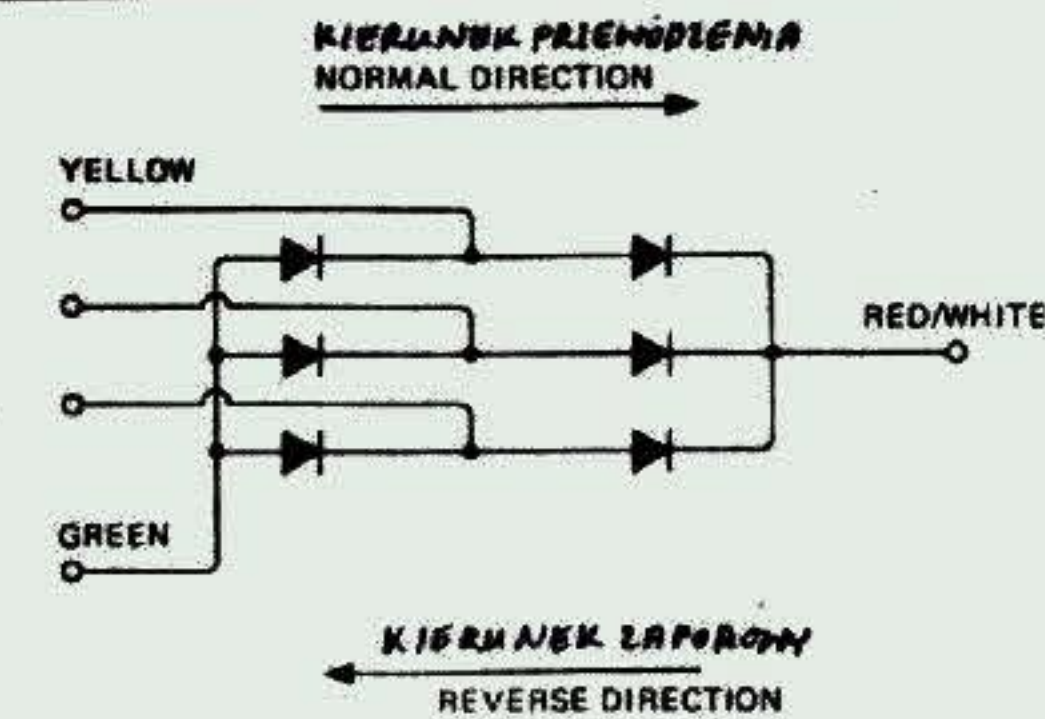 KIERUNEK PRZEWODZENIA
NORMAL DIRECTION
YELLOW
RED/WHITE
GREEN
KIERUNEK ZAPOROWY
REVERSE DIRECTION